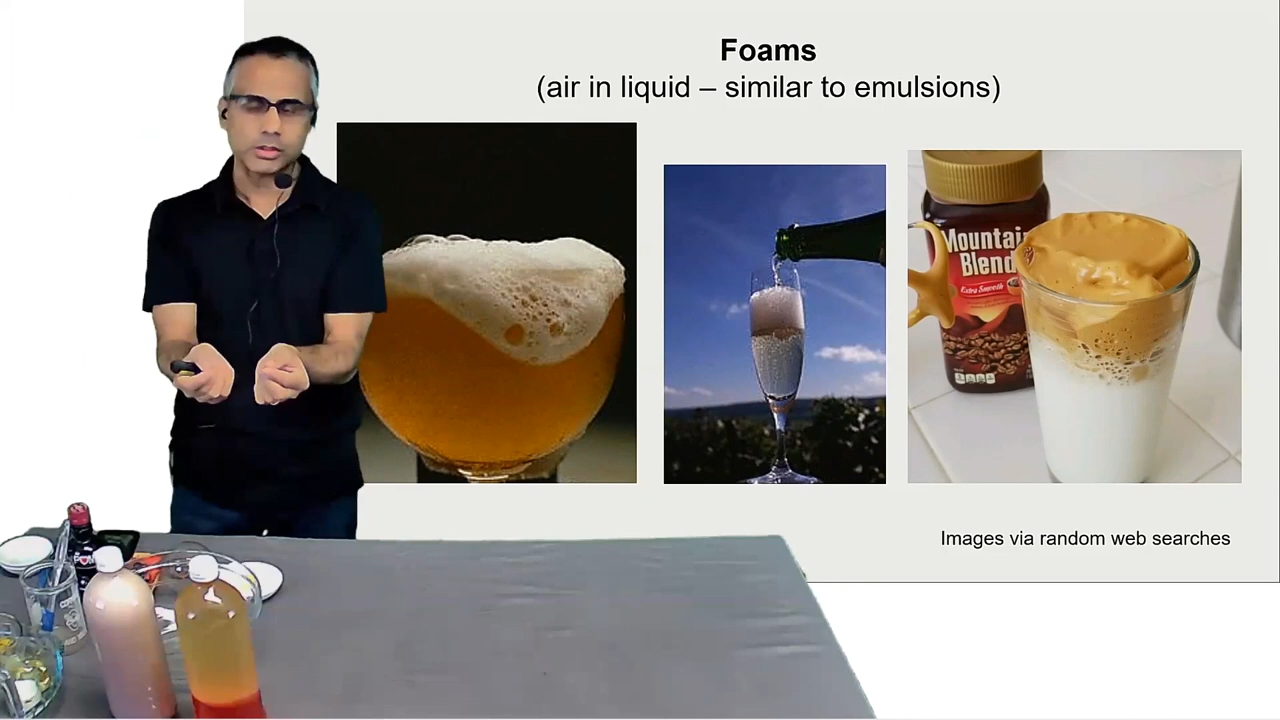 Foams
(air in liquid – similar to emulsions)
Mountain
Blend
Extra Smooth
Images via random web searches